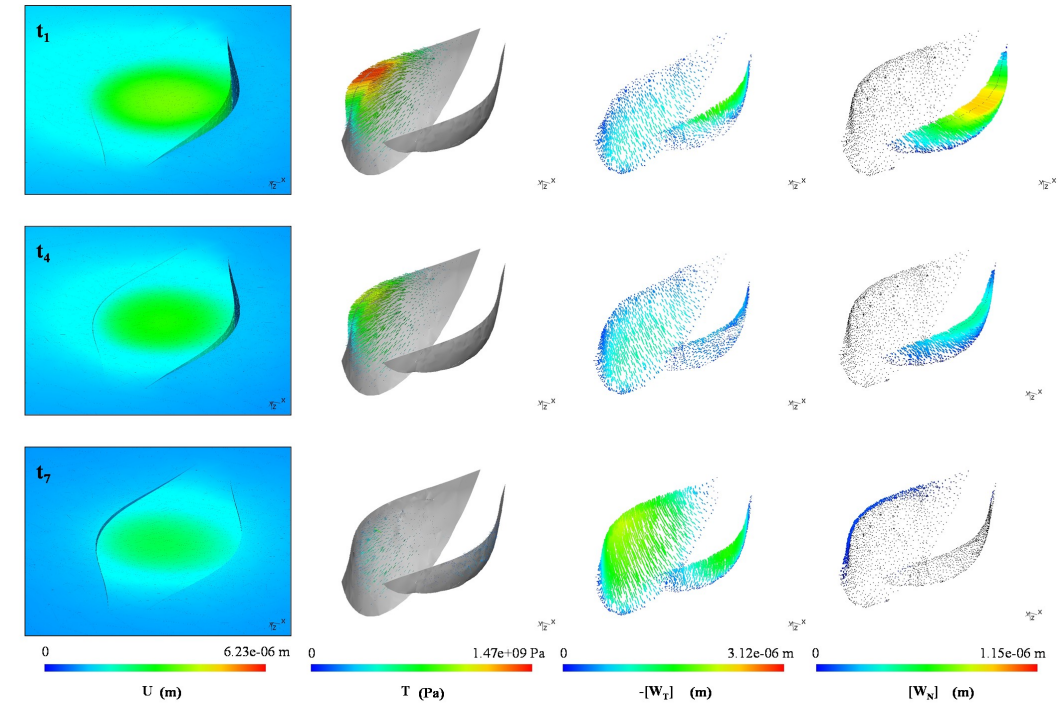 t1
t4
t7
0 6.23e-06 m
0 1.47e+09 Pa
0 3.12e-06 m
0 1.15e-06 m
U (m)
T (Pa)
-[WT] (m)
[WN] (m)